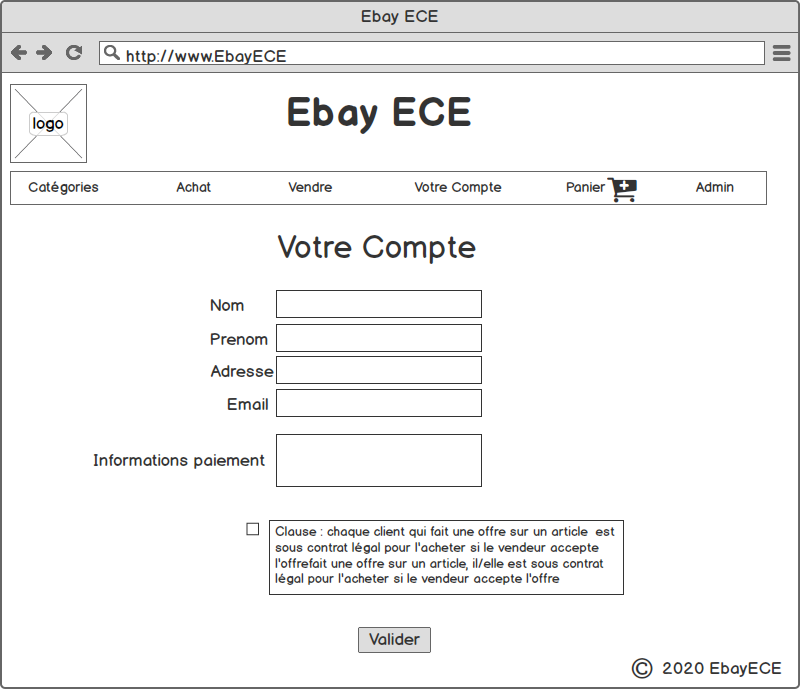 Ebay ECE
http://www.EbayECE
logo
Ebay ECE
Catégories Achat Vendre Votre Compte Panier Admin
Votre Compte
Nom
Prenom
Adresse
Email
Informations paiement
Clause : chaque client qui fait une offre sur un article est
sous contrat légal pour l'acheter si le vendeur accepte
l'offrefait une offre sur un article, il/elle est sous contrat
légal pour l'acheter si le vendeur accepte l'offre
Valider
© 2020 EbayECE